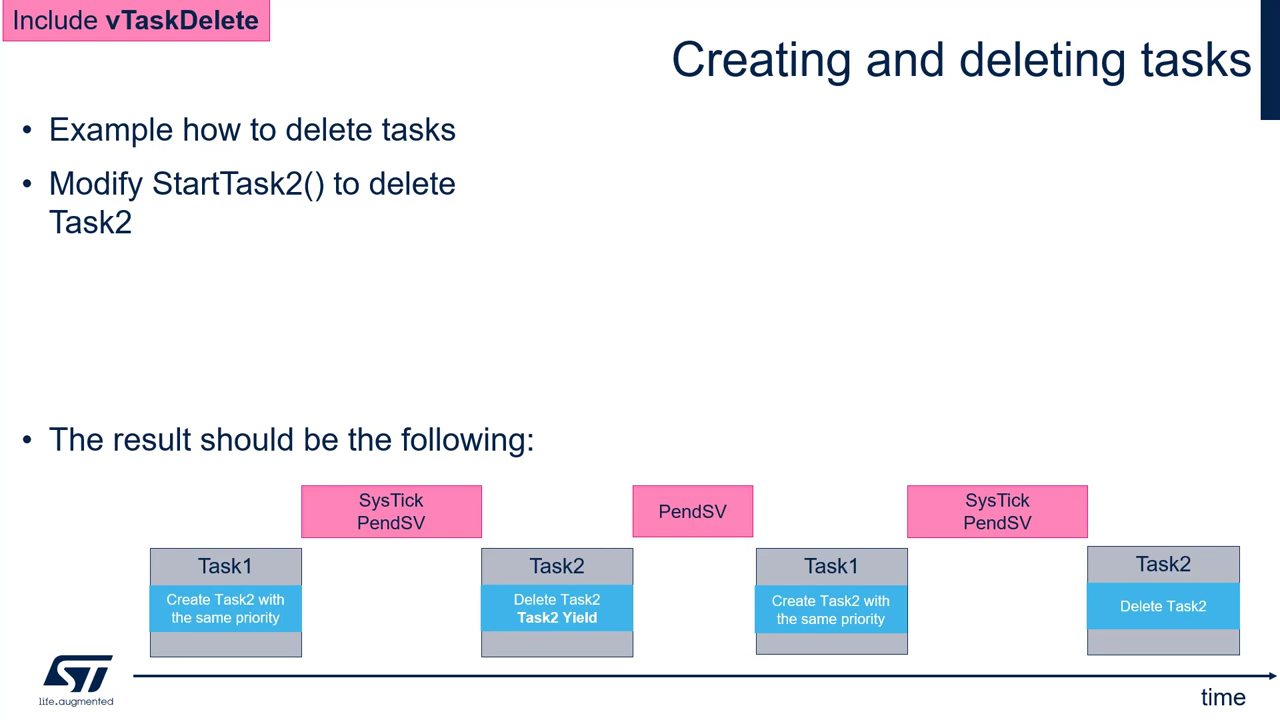 Include vTaskDelete
Creating and deleting tasks
• Example how to delete tasks
• Modify StartTask2() to delete
Task2
• The result should be the following:
SysTick
PendSV
PendSV
SysTick
PendSV
Task1
Create Task2 with
the same priority
Task2
Delete Task2
Task2 Yield
Task1
Create Task2 with
the same priority
Task2
Delete Task2
ST
life.augmented
time